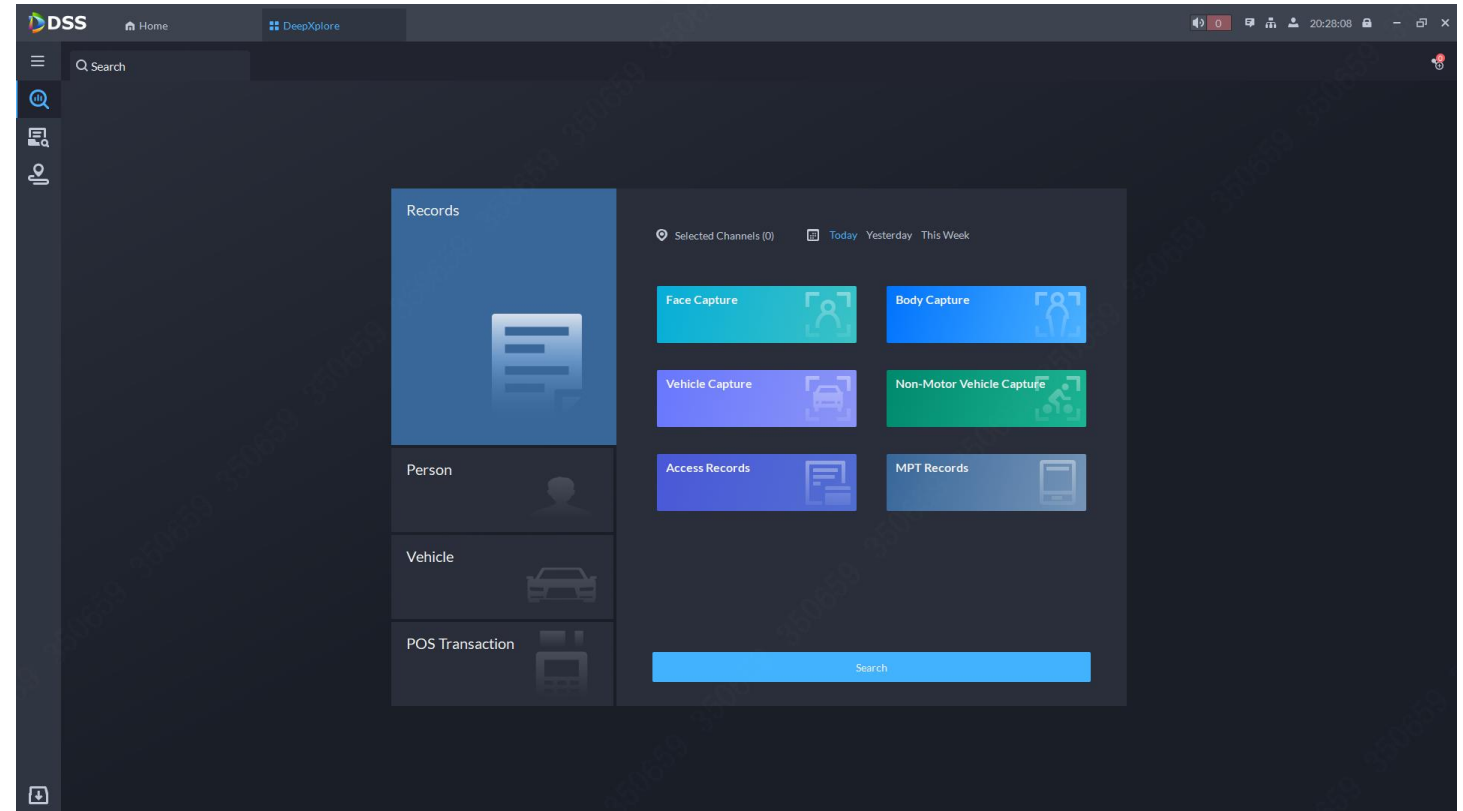 DSS Home DeepXplore 0 20:28:08
Search
Records
Selected Channels (0) Today Yesterday This Week
Face Capture Body Capture
Vehicle Capture Non-Motor Vehicle Capture
Person
Access Records MPT Records
Vehicle
POS Transaction
Search